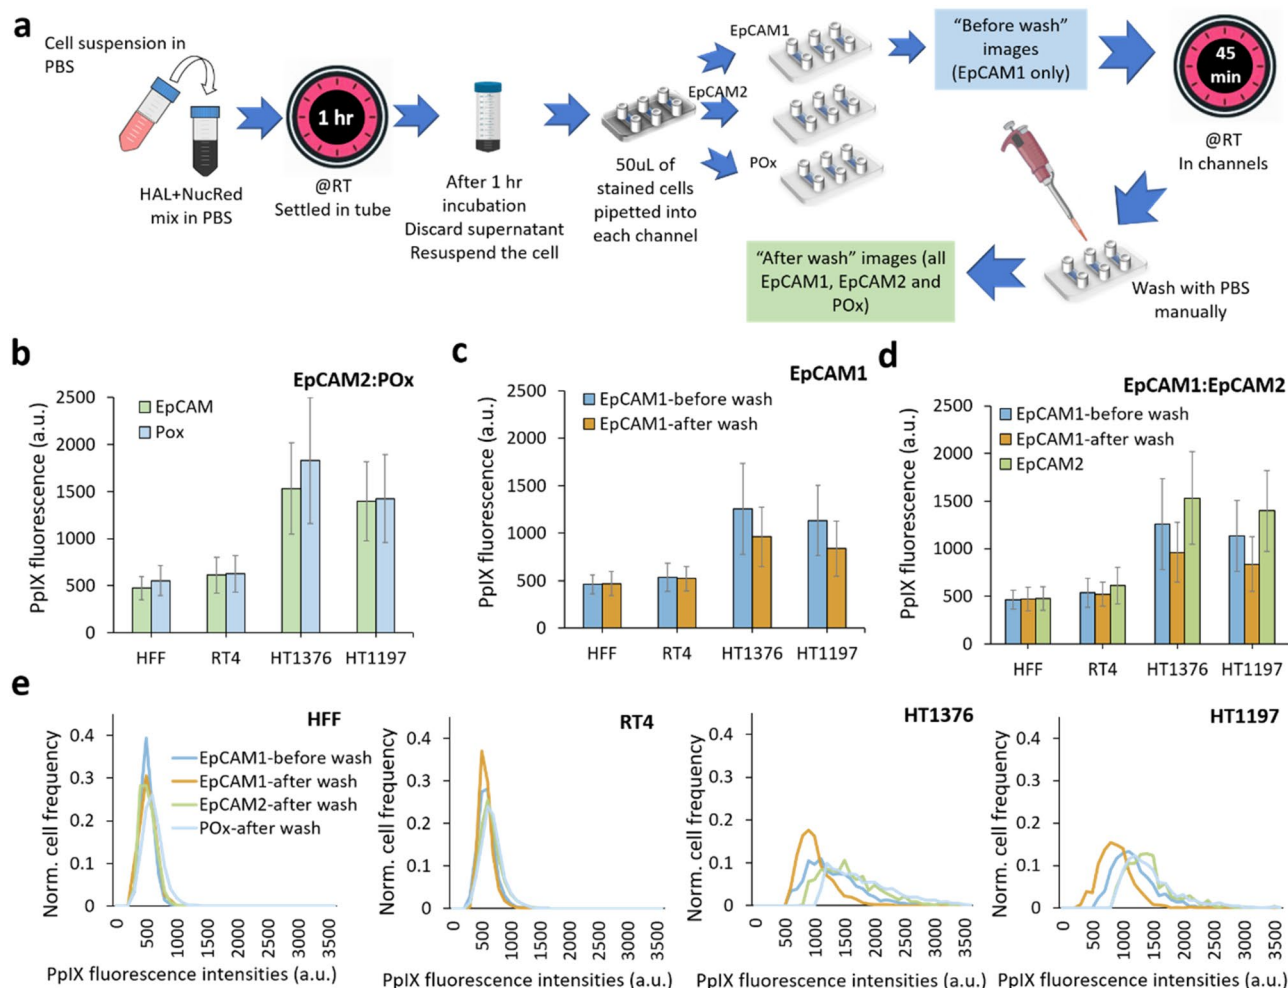 a
Cell suspension in
PBS
HAL+NucRed
mix in PBS
1 hr
@RT
Settled in tube
After 1 hr
incubation
Discard supernatant
Resuspend the cell
50uL of
stained cells
pipetted into
each channel
EpCAM1
EpCAM2
POx
“Before wash”
images
(EpCAM1 only)
45
min
@RT
In channels
Wash with PBS
manually
“After wash” images (all
EpCAM1, EpCAM2 and
POx)
b
EpCAM2:POx
PpIX fluorescence (a.u.)
2500
2000
1500
1000
500
0
EpCAM
Pox
HFF
RT4
HT1376
HT1197
c
EpCAM1
PpIX fluorescence (a.u.)
2500
2000
1500
1000
500
0
EpCAM1-before wash
EpCAM1-after wash
HFF
RT4
HT1376
HT1197
d
EpCAM1:EpCAM2
PpIX fluorescence (a.u.)
2500
2000
1500
1000
500
0
EpCAM1-before wash
EpCAM1-after wash
EpCAM2
HFF
RT4
HT1376
HT1197
e
HFF
Norm. cell frequency
0.4
0.3
0.2
0.1
0
EpCAM1-before wash
EpCAM1-after wash
EpCAM2-after wash
POx-after wash
0
500
1000
1500
2000
2500
3000
3500
PpIX fluorescence intensities (a.u.)
RT4
Norm. cell frequency
0.4
0.3
0.2
0.1
0
0
500
1000
1500
2000
2500
3000
3500
PpIX fluorescence intensities (a.u.)
HT1376
Norm. cell frequency
0.4
0.3
0.2
0.1
0
0
500
1000
1500
2000
2500
3000
3500
PpIX fluorescence intensities (a.u.)
HT1197
Norm. cell frequency
0.4
0.3
0.2
0.1
0
0
500
1000
1500
2000
2500
3000
3500
PpIX fluorescence intensities (a.u.)